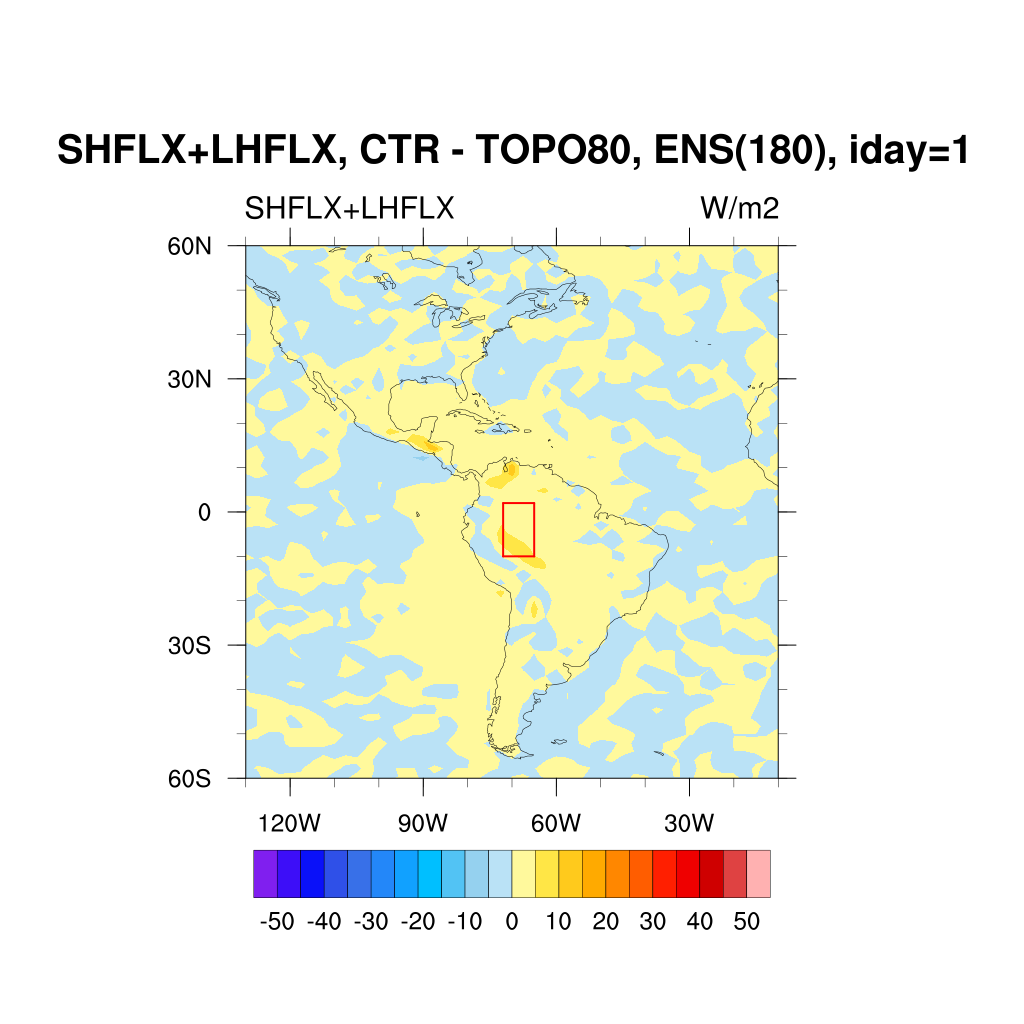 SHFLX+LHFLX, CTR - TOPO80, ENS(180), iday=1
SHFLX+LHFLX W/m2
60N
30N
0
30S
60S
120W 90W 60W 30W
-50 -40 -30 -20 -10 0 10 20 30 40 50